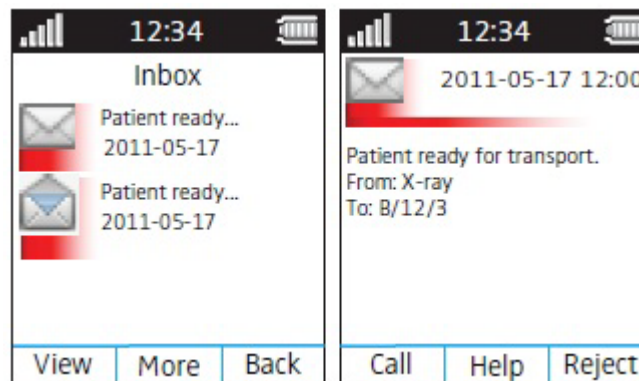 12:34
Inbox
Patient ready...
2011-05-17
Patient ready...
2011-05-17
View More Back
12:34
2011-05-17 12:00
Patient ready for transport.
From: X-ray
To: B/12/3
Call Help Reject